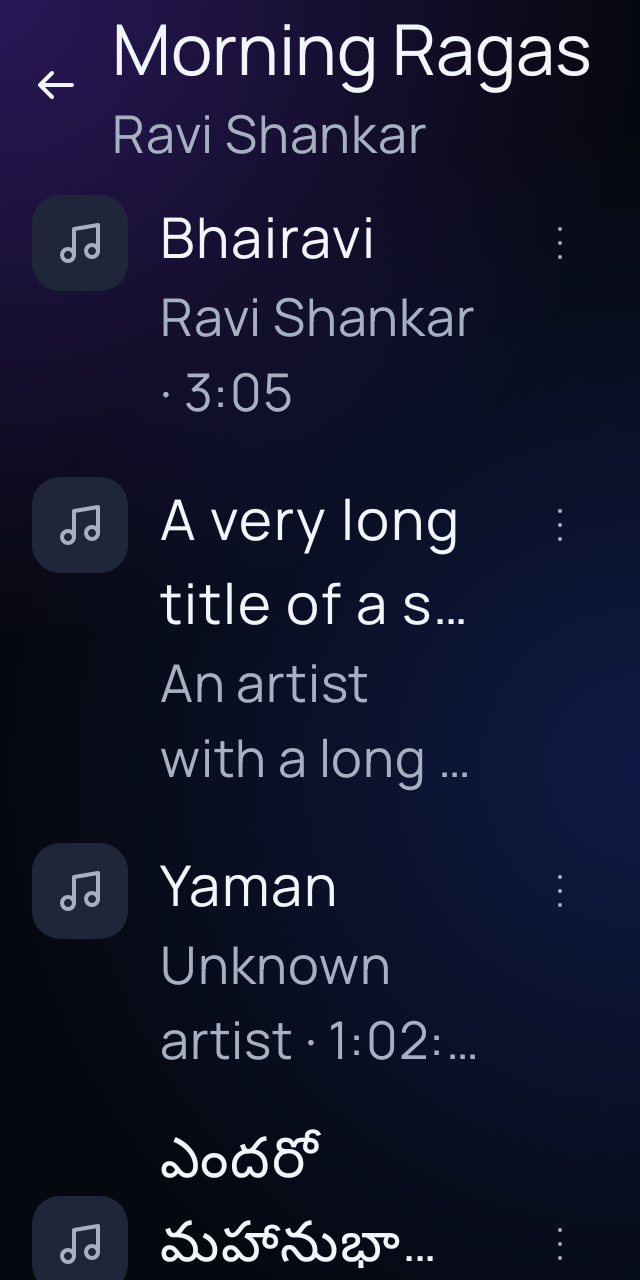 Morning Ragas
Ravi Shankar
Bhairavi
Ravi Shankar
· 3:05
A very long
title of a s…
An artist
with a long …
Yaman
Unknown
artist · 1:02:…
ఎందరో
మహానుభా…